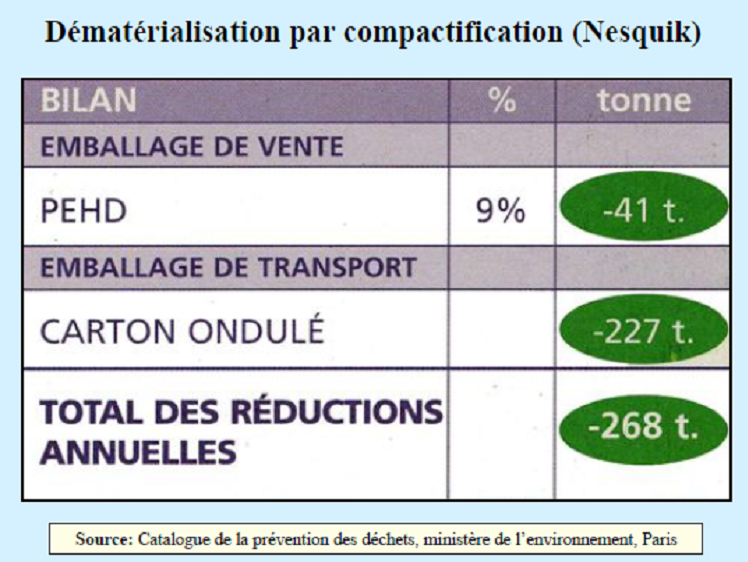 Dématérialisation par compactification (Nesquik)
BILAN % tonne
EMBALLAGE DE VENTE
PEHD 9% -41 t.
EMBALLAGE DE TRANSPORT
CARTON ONDULÉ -227 t.
TOTAL DES RÉDUCTIONS
ANNUELLES -268 t.
Source: Catalogue de la prévention des déchets, ministère de l’environnement, Paris